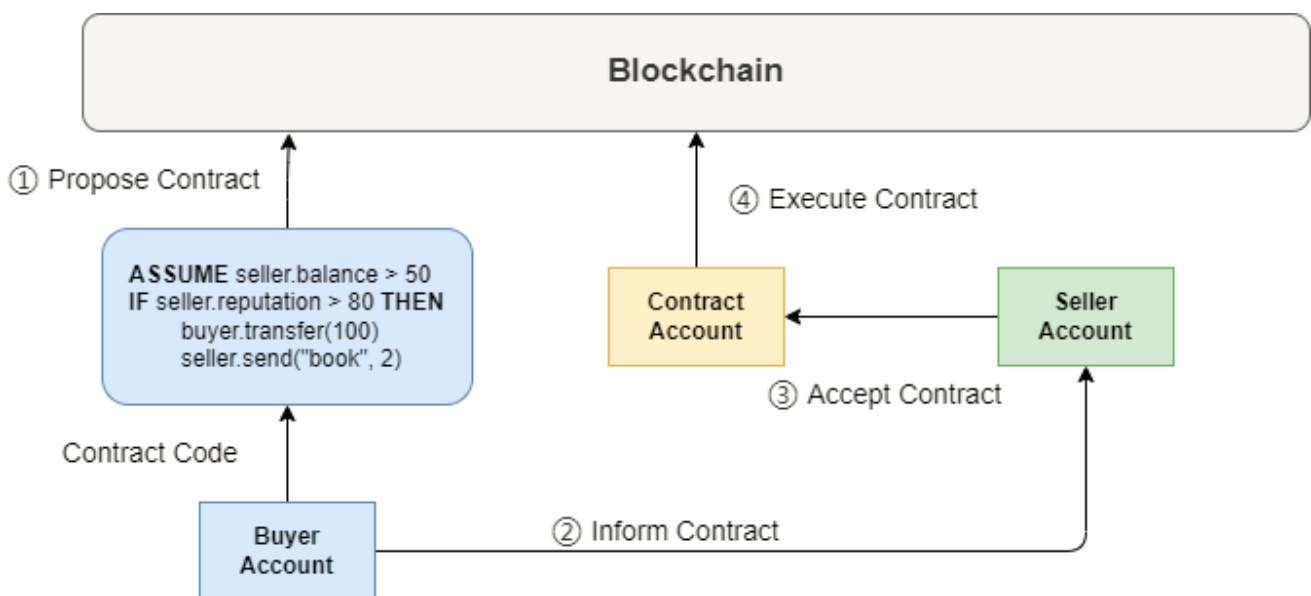 Blockchain
① Propose Contract
④ Execute Contract
ASSUME seller.balance > 50
IF seller.reputation > 80 THEN
buyer.transfer(100)
seller.send("book", 2)
Contract
Account
Seller
Account
③ Accept Contract
Contract Code
② Inform Contract
Buyer
Account